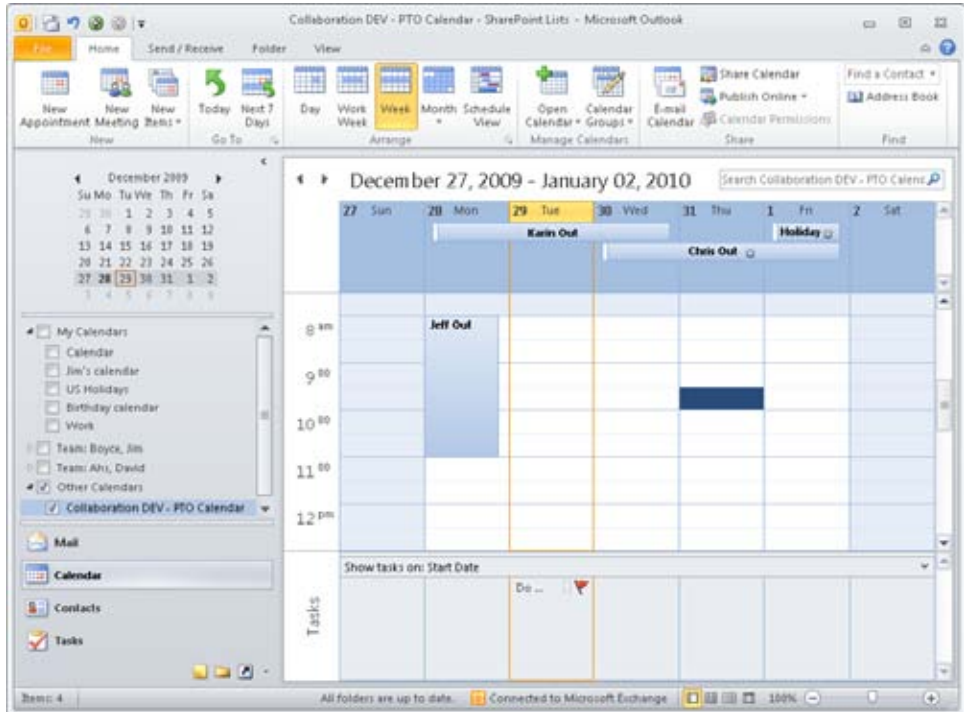 Collaboration DEV - PTO Calendar - SharePoint Lists - Microsoft Outlook
File Home Send / Receive Folder View
New Appointment
New Meeting
New Items
Today
Next 7 Days
Day
Work Week
Week
Month
Schedule View
Open Calendar
Calendar Groups
E-mail Calendar
Share Calendar
Publish Online
Calendar Permissions
Find a Contact
Address Book
New
Go To
Arrange
Manage Calendars
Share
Find
December 2009
Su Mo Tu We Th Fr Sa
29 30 1 2 3 4 5
6 7 8 9 10 11 12
13 14 15 16 17 18 19
20 21 22 23 24 25 26
27 28 29 30 31 1 2
3 4 5 6 7 8 9
My Calendars
Calendar
Jim's calendar
US Holidays
Birthday calendar
Work
Team: Boyce, Jim
Team: Ahs, David
Other Calendars
Collaboration DEV - PTO Calendar
Mail
Calendar
Contacts
Tasks
December 27, 2009 - January 02, 2010
Search Collaboration DEV - PTO Calenc
27 Sun 28 Mon 29 Tue 30 Wed 31 Thu 1 Fri 2 Sat
Karin Out
Holiday
Chris Out
8 am
Jeff Out
9 00
10 00
11 00
12 pm
Show tasks on: Start Date
Tasks
Do ...
Items: 4
All folders are up to date.
Connected to Microsoft Exchange
100%